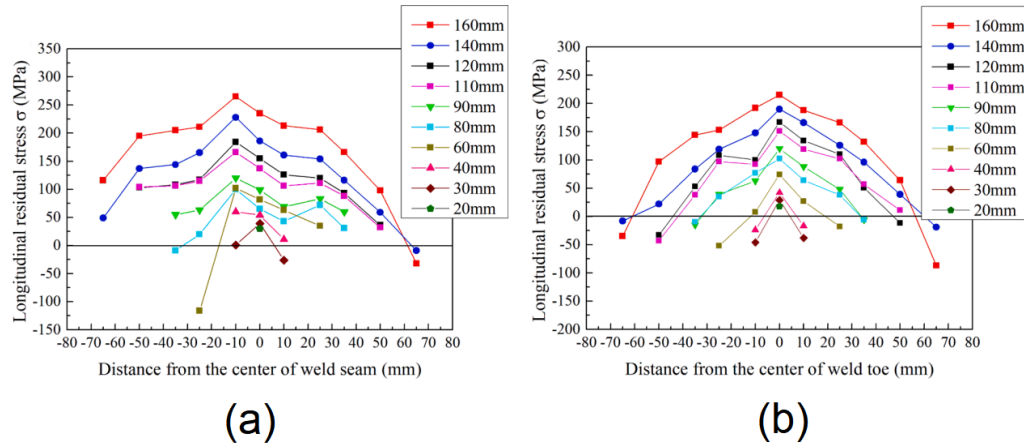 160mm
140mm
120mm
110mm
90mm
80mm
60mm
40mm
30mm
20mm
Longitudinal residual stress σ (MPa)
350
300
250
200
150
100
50
0
-50
-100
-150
-80 -70 -60 -50 -40 -30 -20 -10 0 10 20 30 40 50 60 70 80
Distance from the center of weld seam (mm)
(a)
160mm
140mm
120mm
110mm
90mm
80mm
60mm
40mm
30mm
20mm
Longitudinal residual stress σ (MPa)
300
250
200
150
100
50
0
-50
-100
-150
-200
-80 -70 -60 -50 -40 -30 -20 -10 0 10 20 30 40 50 60 70 80
Distance from the center of weld toe (mm)
(b)